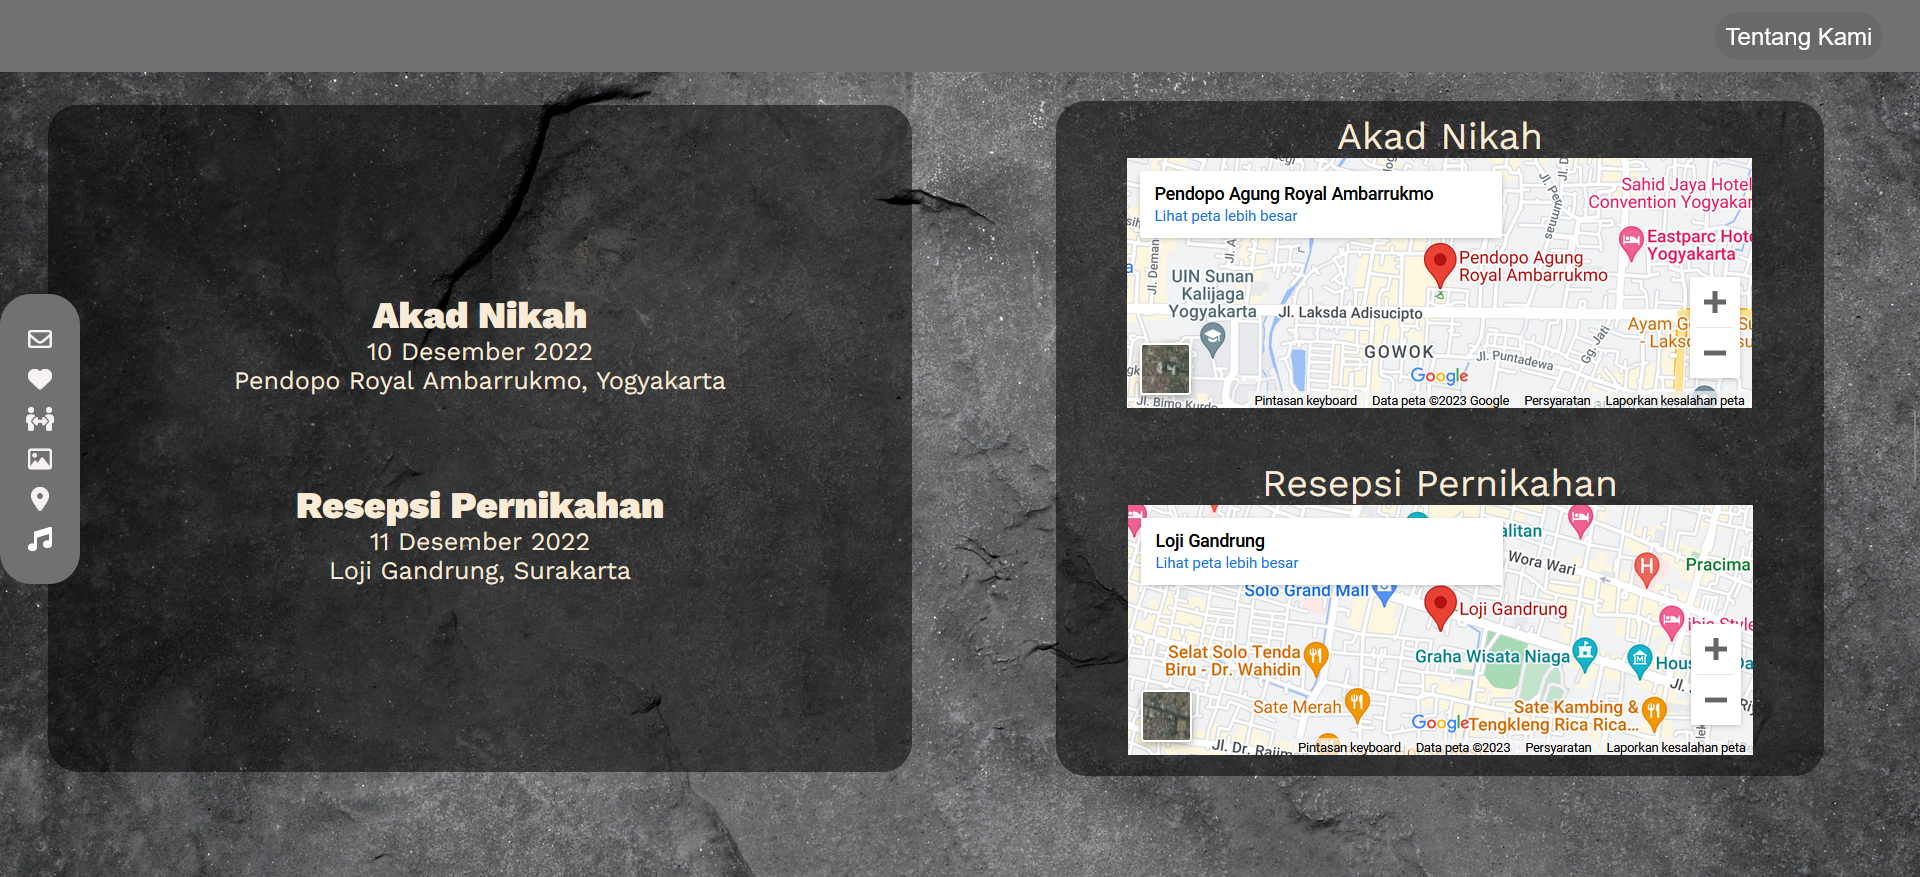 Tentang Kami
Akad Nikah
10 Desember 2022
Pendopo Royal Ambarrukmo, Yogyakarta
Resepsi Pernikahan
11 Desember 2022
Loji Gandrung, Surakarta
Akad Nikah
Pendopo Agung Royal Ambarrukmo
Lihat peta lebih besar
Sahid Jaya Hotel
Convention Yogyakar
Eastparc Hote
Yogyakarta
Pendopo Agung
Royal Ambarrukmo
UIN Sunan
Kalijaga
Yogyakarta
Jl. Laksda Adisucipto
GOWOK
Jl. Puntadewa
Gg. Jati
Ayam G
- Laks
Google
Jl. Bimo Kurdo
Pintasan keyboard
Data peta ©2023 Google
Persyaratan
Laporkan kesalahan peta
Resepsi Pernikahan
Loji Gandrung
Lihat peta lebih besar
alitan
Wora Wari
Pracima
Solo Grand Mall
Loji Gandrung
Selat Solo Tenda
Biru - Dr. Wahidin
Graha Wisata Niaga
Sate Merah
Sate Kambing &
Tengkleng Rica Rica...
Google
Jl. Dr. Rajim
Pintasan keyboard
Data peta ©2023
Persyaratan
Laporkan kesalahan peta